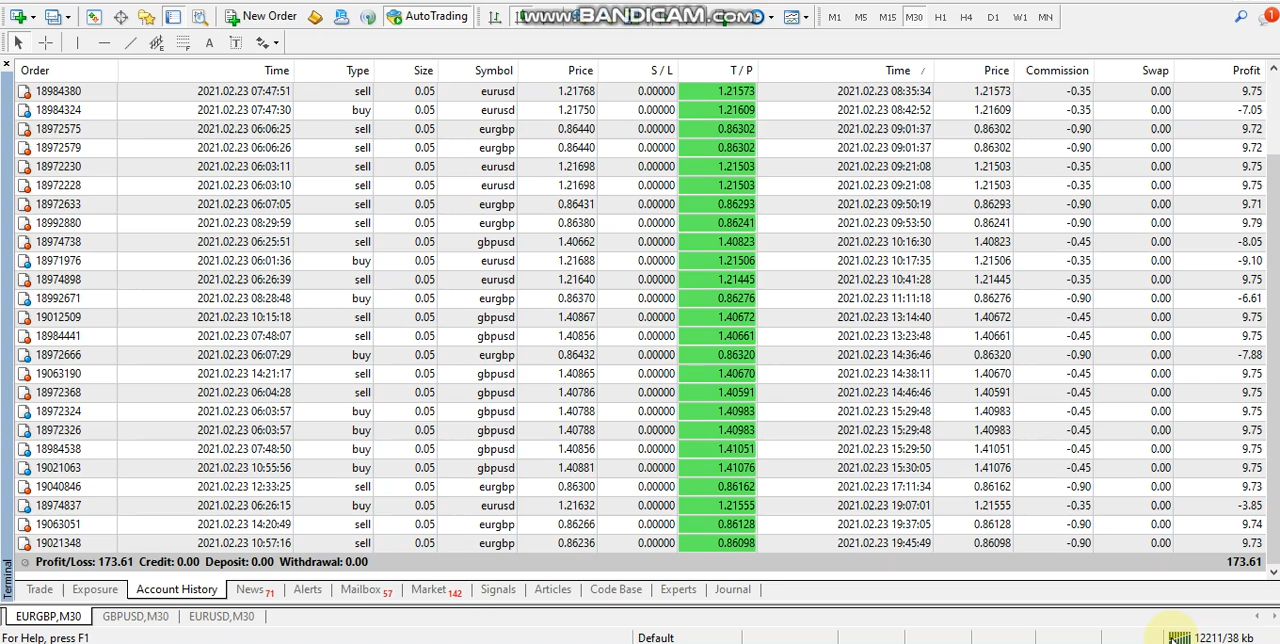 New Order AutoTrading www.BANDICAM.com M1 M5 M15 M30 H1 H4 D1 W1 MN 1
A T
Order Time Type Size Symbol Price S / L T / P Time / Price Commission Swap Profit
18984380 2021.02.23 07:47:51 sell 0.05 eurusd 1.21768 0.00000 1.21573 2021.02.23 08:35:34 1.21573 -0.35 0.00 9.75
18984324 2021.02.23 07:47:30 buy 0.05 eurusd 1.21750 0.00000 1.21609 2021.02.23 08:42:52 1.21609 -0.35 0.00 -7.05
18972575 2021.02.23 06:06:25 sell 0.05 eurgbp 0.86440 0.00000 0.86302 2021.02.23 09:01:37 0.86302 -0.90 0.00 9.72
18972579 2021.02.23 06:06:26 sell 0.05 eurgbp 0.86440 0.00000 0.86302 2021.02.23 09:01:37 0.86302 -0.90 0.00 9.72
18972230 2021.02.23 06:03:11 sell 0.05 eurusd 1.21698 0.00000 1.21503 2021.02.23 09:21:08 1.21503 -0.35 0.00 9.75
18972228 2021.02.23 06:03:10 sell 0.05 eurusd 1.21698 0.00000 1.21503 2021.02.23 09:21:08 1.21503 -0.35 0.00 9.75
18972633 2021.02.23 06:07:05 sell 0.05 eurgbp 0.86431 0.00000 0.86293 2021.02.23 09:50:19 0.86293 -0.90 0.00 9.71
18992880 2021.02.23 08:29:59 sell 0.05 eurgbp 0.86380 0.00000 0.86241 2021.02.23 09:53:50 0.86241 -0.90 0.00 9.79
18974738 2021.02.23 06:25:51 sell 0.05 gbpusd 1.40662 0.00000 1.40823 2021.02.23 10:16:30 1.40823 -0.45 0.00 -8.05
18971976 2021.02.23 06:01:36 buy 0.05 eurusd 1.21688 0.00000 1.21506 2021.02.23 10:17:35 1.21506 -0.35 0.00 -9.10
18974898 2021.02.23 06:26:39 sell 0.05 eurusd 1.21640 0.00000 1.21445 2021.02.23 10:41:28 1.21445 -0.35 0.00 9.75
18992671 2021.02.23 08:28:48 buy 0.05 eurgbp 0.86370 0.00000 0.86276 2021.02.23 11:11:18 0.86276 -0.90 0.00 -6.61
19012509 2021.02.23 10:15:18 sell 0.05 gbpusd 1.40867 0.00000 1.40672 2021.02.23 13:14:40 1.40672 -0.45 0.00 9.75
18984441 2021.02.23 07:48:07 sell 0.05 gbpusd 1.40856 0.00000 1.40661 2021.02.23 13:23:48 1.40661 -0.45 0.00 9.75
18972666 2021.02.23 06:07:29 buy 0.05 eurgbp 0.86432 0.00000 0.86320 2021.02.23 14:36:46 0.86320 -0.90 0.00 -7.88
19063190 2021.02.23 14:21:17 sell 0.05 gbpusd 1.40865 0.00000 1.40670 2021.02.23 14:38:11 1.40670 -0.45 0.00 9.75
18972368 2021.02.23 06:04:28 sell 0.05 gbpusd 1.40786 0.00000 1.40591 2021.02.23 14:46:46 1.40591 -0.45 0.00 9.75
18972324 2021.02.23 06:03:57 buy 0.05 gbpusd 1.40788 0.00000 1.40983 2021.02.23 15:29:48 1.40983 -0.45 0.00 9.75
18972326 2021.02.23 06:03:57 buy 0.05 gbpusd 1.40788 0.00000 1.40983 2021.02.23 15:29:48 1.40983 -0.45 0.00 9.75
18984538 2021.02.23 07:48:50 buy 0.05 gbpusd 1.40856 0.00000 1.41051 2021.02.23 15:29:48 1.41051 -0.45 0.00 9.75
19021063 2021.02.23 10:55:56 buy 0.05 gbpusd 1.40881 0.00000 1.41076 2021.02.23 15:30:05 1.41076 -0.45 0.00 9.75
19040846 2021.02.23 12:33:25 sell 0.05 eurgbp 0.86300 0.00000 0.86162 2021.02.23 17:11:34 0.86162 -0.90 0.00 9.73
18974837 2021.02.23 06:26:15 buy 0.05 eurusd 1.21632 0.00000 1.21555 2021.02.23 19:07:01 1.21555 -0.35 0.00 -3.85
19063051 2021.02.23 14:20:49 sell 0.05 eurgbp 0.86266 0.00000 0.86128 2021.02.23 19:37:05 0.86128 -0.90 0.00 9.74
19021348 2021.02.23 10:57:16 sell 0.05 eurgbp 0.86236 0.00000 0.86098 2021.02.23 19:45:49 0.86098 -0.90 0.00 9.73
Profit/Loss: 173.61 Credit: 0.00 Deposit: 0.00 Withdrawal: 0.00 173.61
Terminal
Trade Exposure Account History News 71 Alerts Mailbox 57 Market 142 Signals Articles Code Base Experts Journal
EURGBP,M30 GBPUSD,M30 EURUSD,M30
For Help, press F1 Default 12211/38 kb